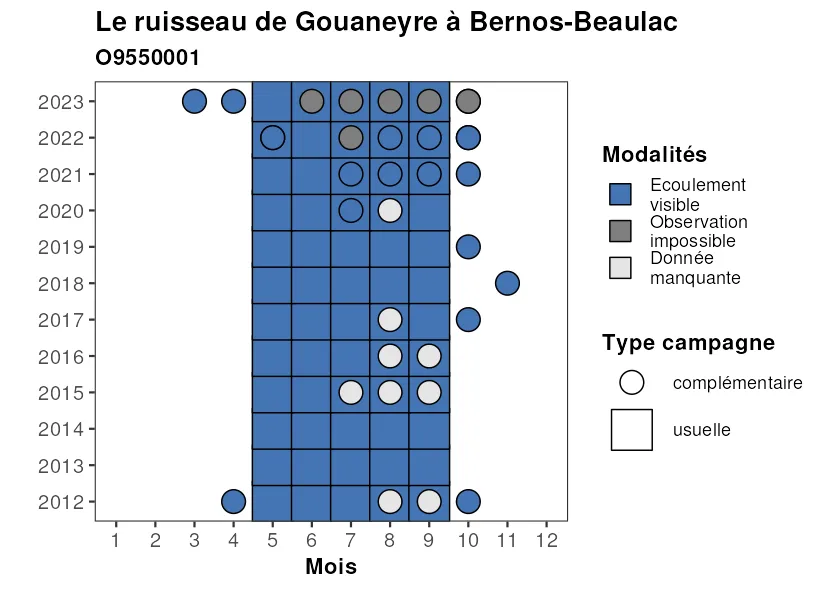 Le ruisseau de Gouaneyre à Bernos-Beaulac
O9550001
2023
2022
2021
2020
2019
2018
2017
2016
2015
2014
2013
2012
1 2 3 4 5 6 7 8 9 10 11 12
Mois
Modalités
Ecoulement
visible
Observation
impossible
Donnée
manquante
Type campagne
complémentaire
usuelle